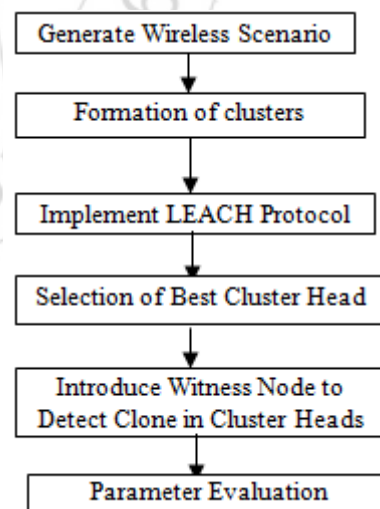 Generate Wireless Scenario
Formation of clusters
Implement LEACH Protocol
Selection of Best Cluster Head
Introduce Witness Node to
Detect Clone in Cluster Heads
Parameter Evaluation